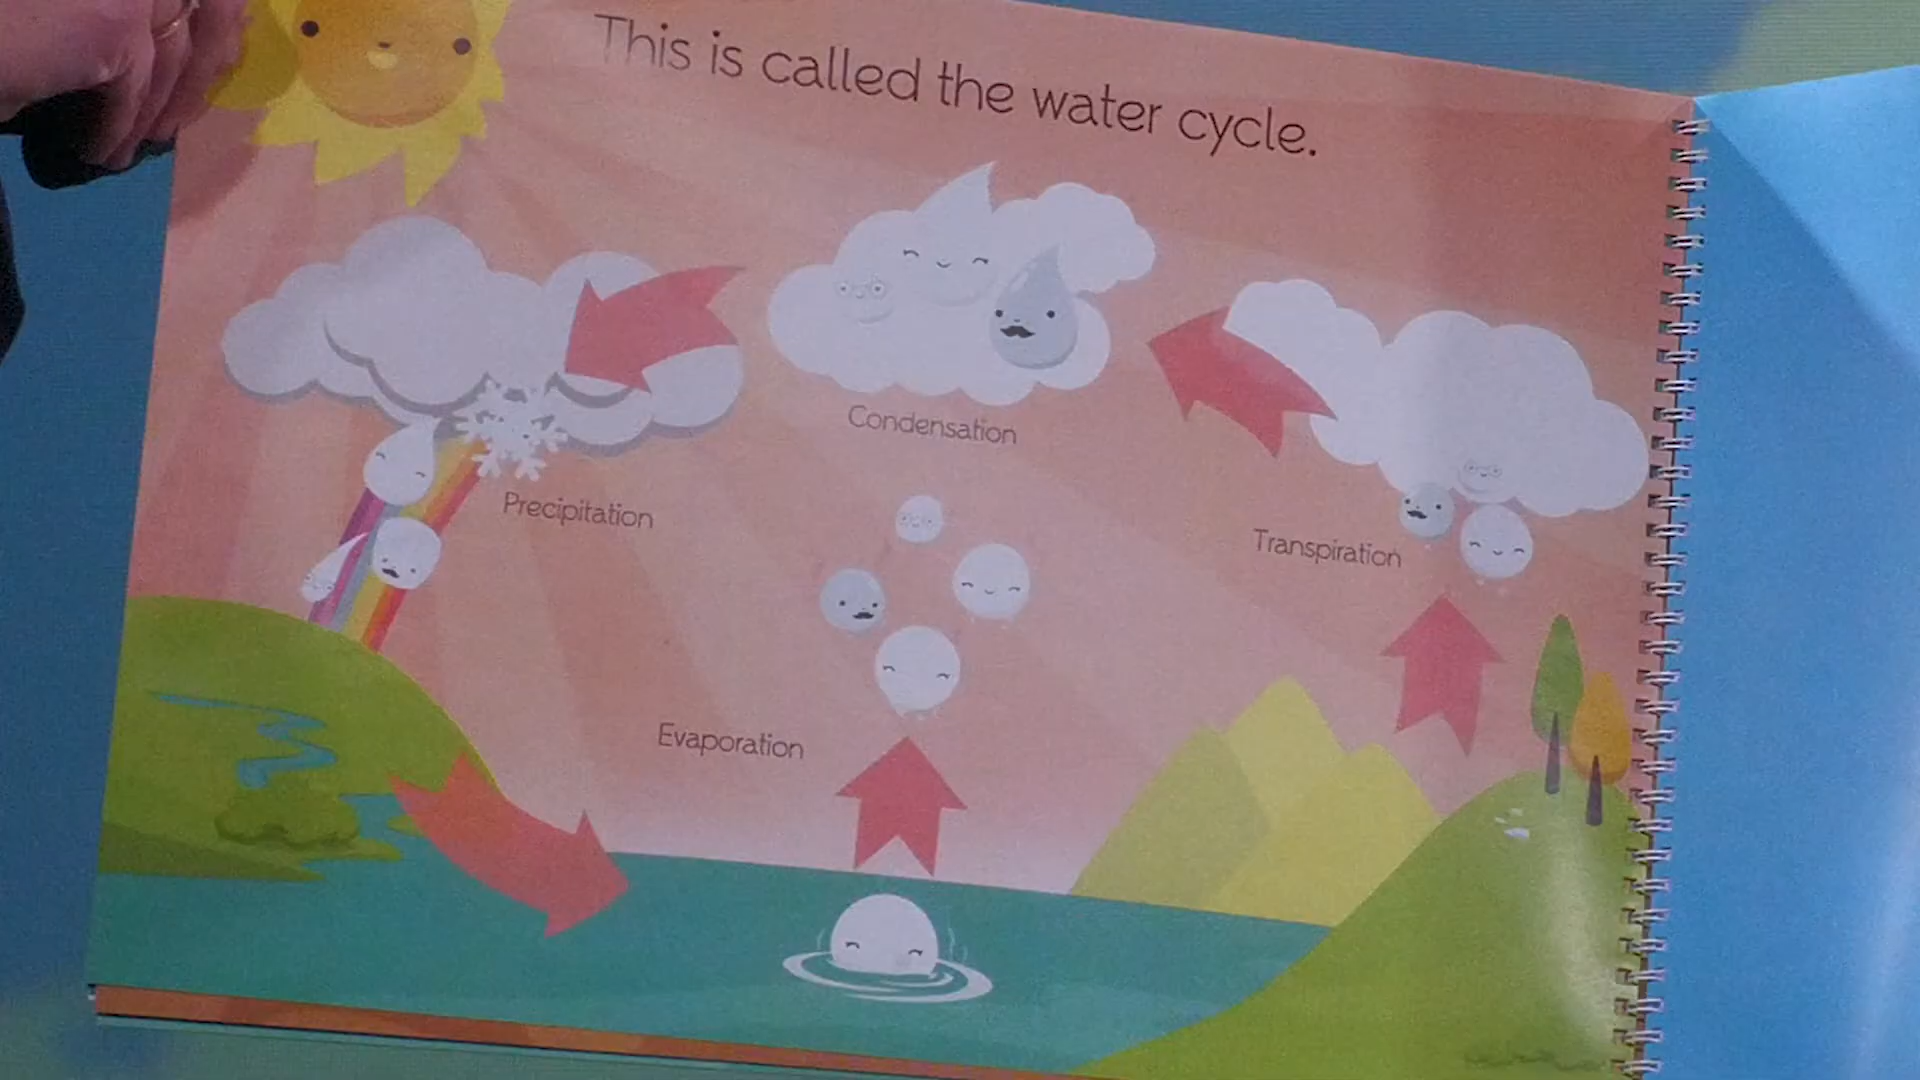 This is called the water cycle.
Condensation
Precipitation
Transpiration
Evaporation